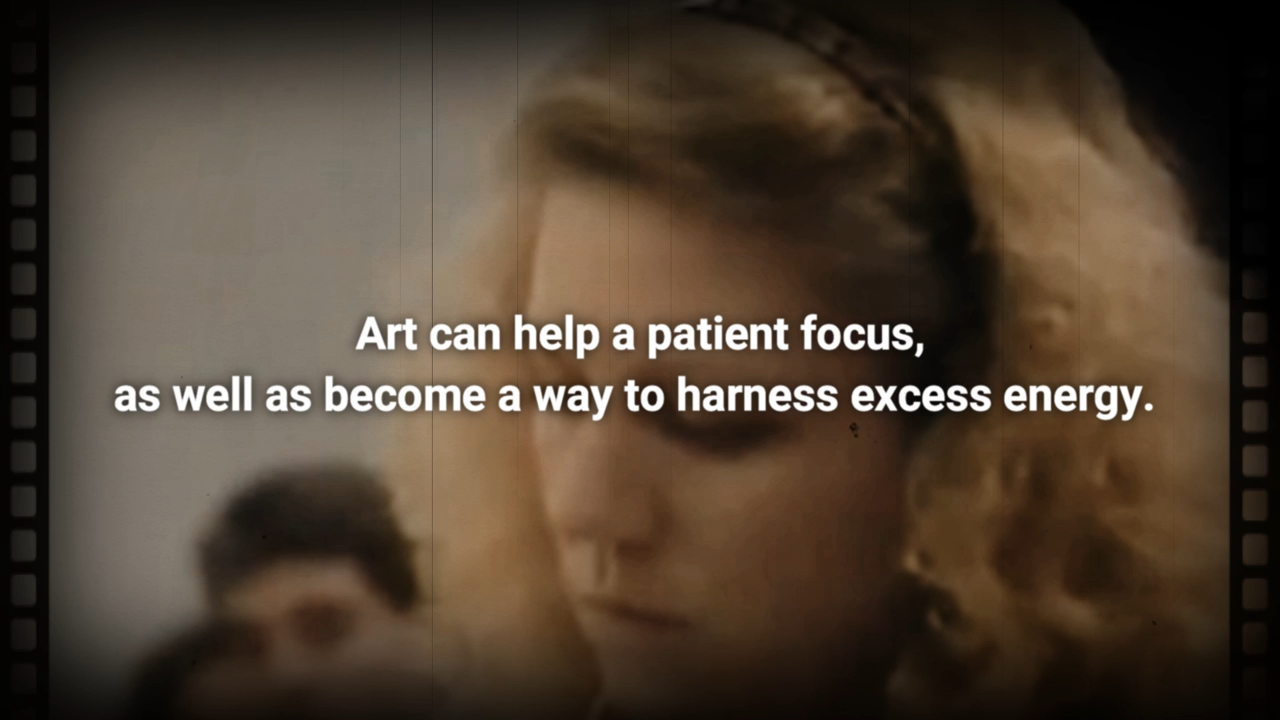 Art can help a patient focus,
as well as become a way to harness excess energy.